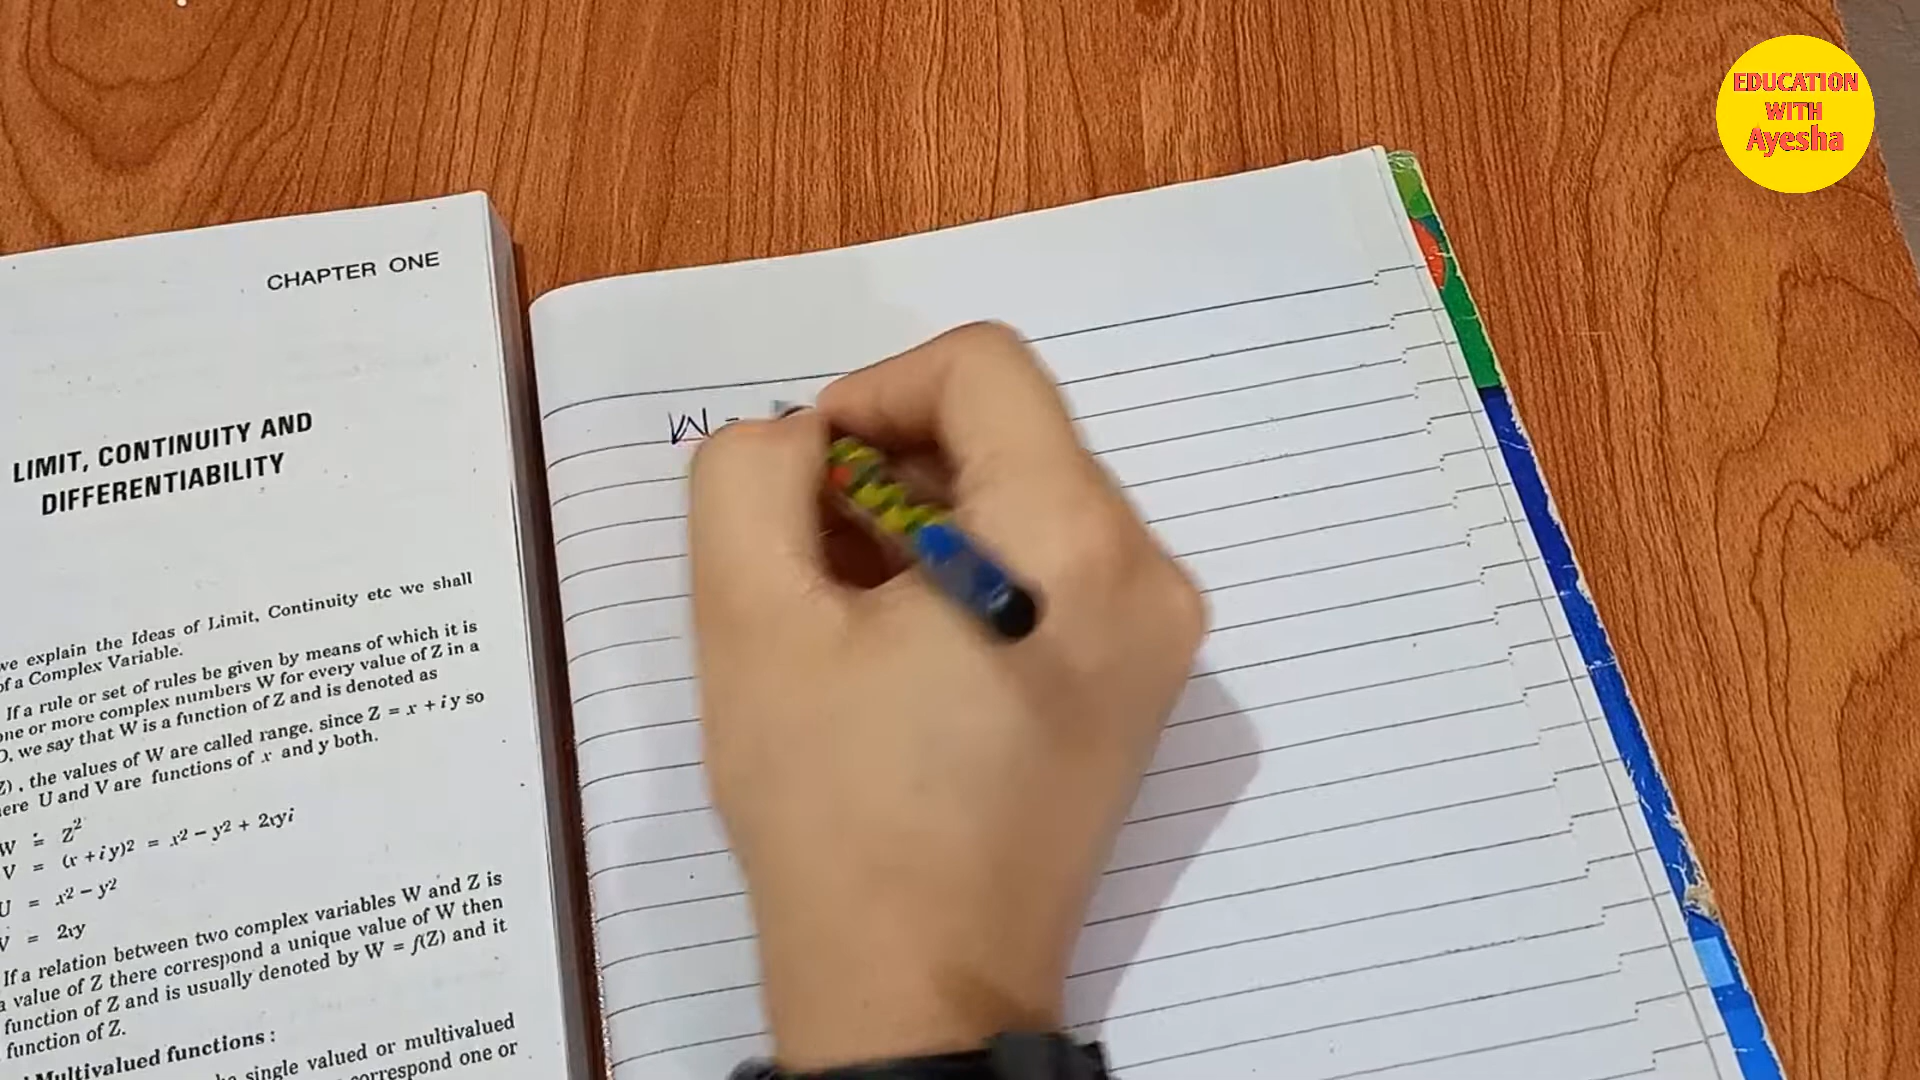 EDUCATION
WITH
Ayesha
CHAPTER ONE
LIMIT, CONTINUITY AND
DIFFERENTIABILITY
we explain the Ideas of Limit, Continuity etc we shall
of a Complex Variable.
If a rule or set of rules be given by means of which it is
one or more complex numbers W for every value of Z in a
D, we say that W is a function of Z and is denoted as
Z), the values of W are called range, since Z = x + iy so
ere U and V are functions of x and y both.
W = Z²
V = (x + iy)² = x² – y² + 2xyi
U = x² – y²
V = 2xy
If a relation between two complex variables W and Z is
a value of Z there correspond a unique value of W then
function of Z and is usually denoted by W = f(Z) and it
function of Z.
Multivalued functions :
single valued or multivalued
correspond one or
W =